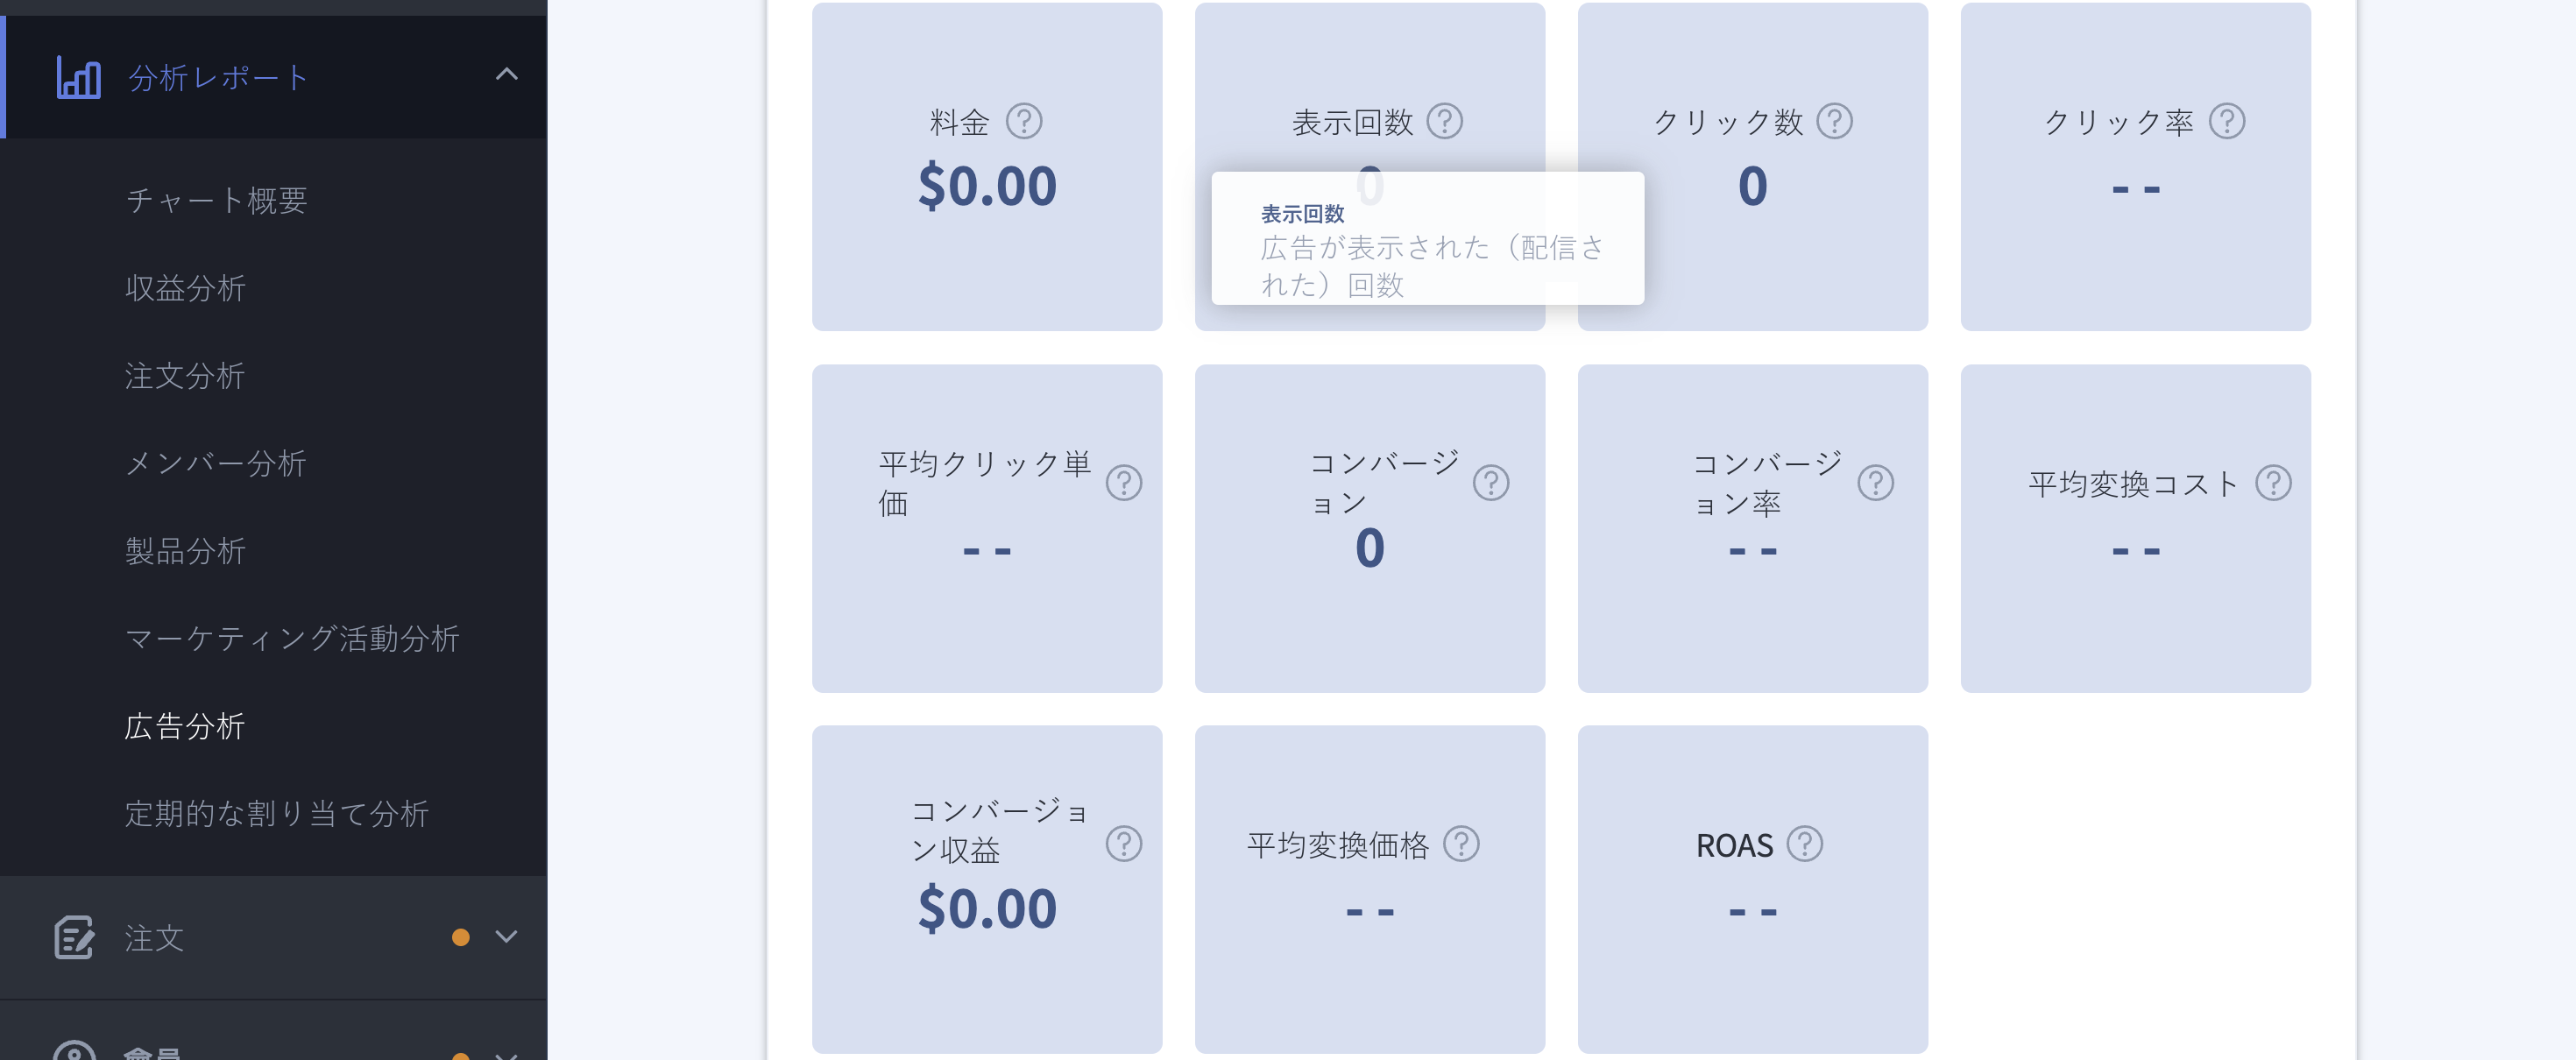 分析レポート
チャート概要
収益分析
注文分析
メンバー分析
製品分析
マーケティング活動分析
広告分析
定期的な割り当て分析
注文
會員
料金
$0.00
表示回数
0
表示回数
広告が表示された（配信さ
れた）回数
クリック数
0
クリック率
- -
平均クリック単
価
- -
コンバージ
ョン
0
コンバージ
ョン率
- -
平均変換コスト
- -
コンバージョ
ン収益
$0.00
平均変換価格
- -
ROAS
- -